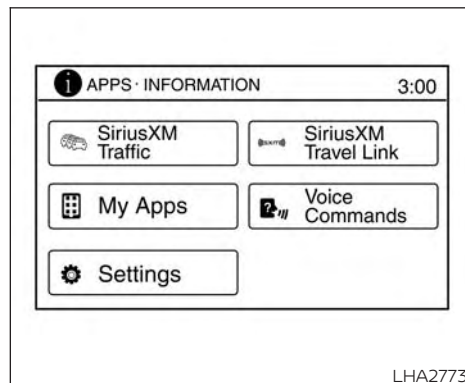 i APPS · INFORMATION 3:00
SiriusXM
Traffic
SiriusXM
Travel Link
My Apps
Voice
Commands
Settings
LHA2773